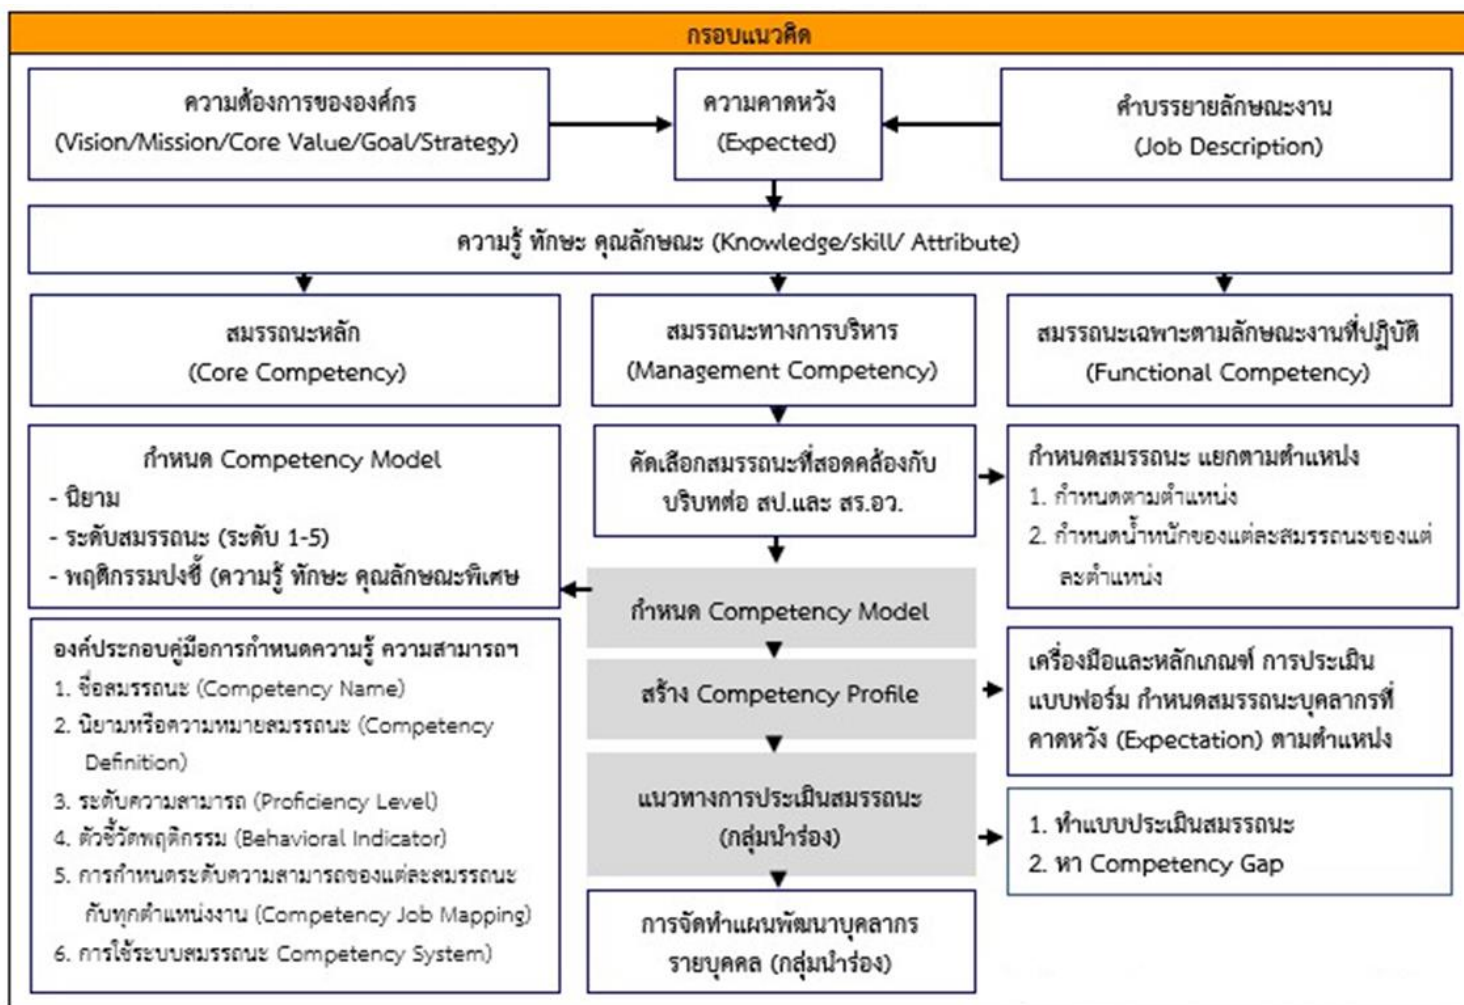 กรอบแนวคิด
ความต้องการขององค์กร
(Vision/Mission/Core Value/Goal/Strategy)
ความคาดหวัง
(Expected)
คำบรรยายลักษณะงาน
(Job Description)
ความรู้ ทักษะ คุณลักษณะ (Knowledge/skill/ Attribute)
สมรรถนะหลัก
(Core Competency)
สมรรถนะทางการบริหาร
(Management Competency)
สมรรถนะเฉพาะตามลักษณะงานที่ปฏิบัติ
(Functional Competency)
กำหนด Competency Model
- นิยาม
- ระดับสมรรถนะ (ระดับ 1-5)
- พฤติกรรมบ่งชี้ (ความรู้ ทักษะ คุณลักษณะพิเศษ
คัดเลือกสมรรถนะที่สอดคล้องกับ
บริบทต่อ สป.และ สร.อว.
กำหนดสมรรถนะ แยกตามตำแหน่ง
1. กำหนดตามตำแหน่ง
2. กำหนดน้ำหนักของแต่ละสมรรถนะของแต่
ละตำแหน่ง
กำหนด Competency Model
องค์ประกอบคู่มือการกำหนดความรู้ ความสามารถฯ
1. ชื่อสมรรถนะ (Competency Name)
2. นิยามหรือความหมายสมรรถนะ (Competency
Definition)
3. ระดับความสามารถ (Proficiency Level)
4. ตัวชี้วัดพฤติกรรม (Behavioral Indicator)
5. การกำหนดระดับความสามารถของแต่ละสมรรถนะ
กับทุกตำแหน่งงาน (Competency Job Mapping)
6. การใช้ระบบสมรรถนะ Competency System)
สร้าง Competency Profile
เครื่องมือและหลักเกณฑ์ การประเมิน
แบบฟอร์ม กำหนดสมรรถนะบุคลากรที่
คาดหวัง (Expectation) ตามตำแหน่ง
แนวทางการประเมินสมรรถนะ
(กลุ่มนำร่อง)
1. ทำแบบประเมินสมรรถนะ
2. หา Competency Gap
การจัดทำแผนพัฒนาบุคลากร
รายบุคคล (กลุ่มนำร่อง)